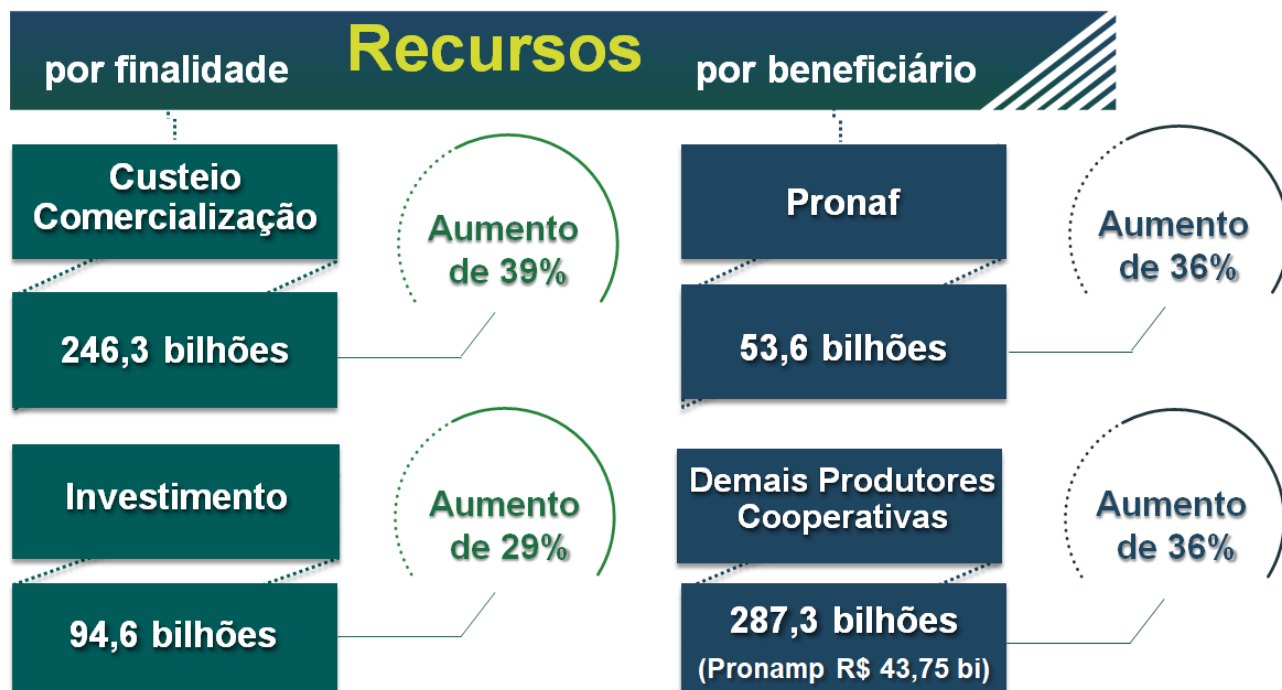 Recursos
por finalidade
por beneficiário
Custeio
Comercialização
Aumento
de 39%
246,3 bilhões
Investimento
Aumento
de 29%
94,6 bilhões
Pronaf
Aumento
de 36%
53,6 bilhões
Demais Produtores
Cooperativas
Aumento
de 36%
287,3 bilhões
(Pronamp R$ 43,75 bi)